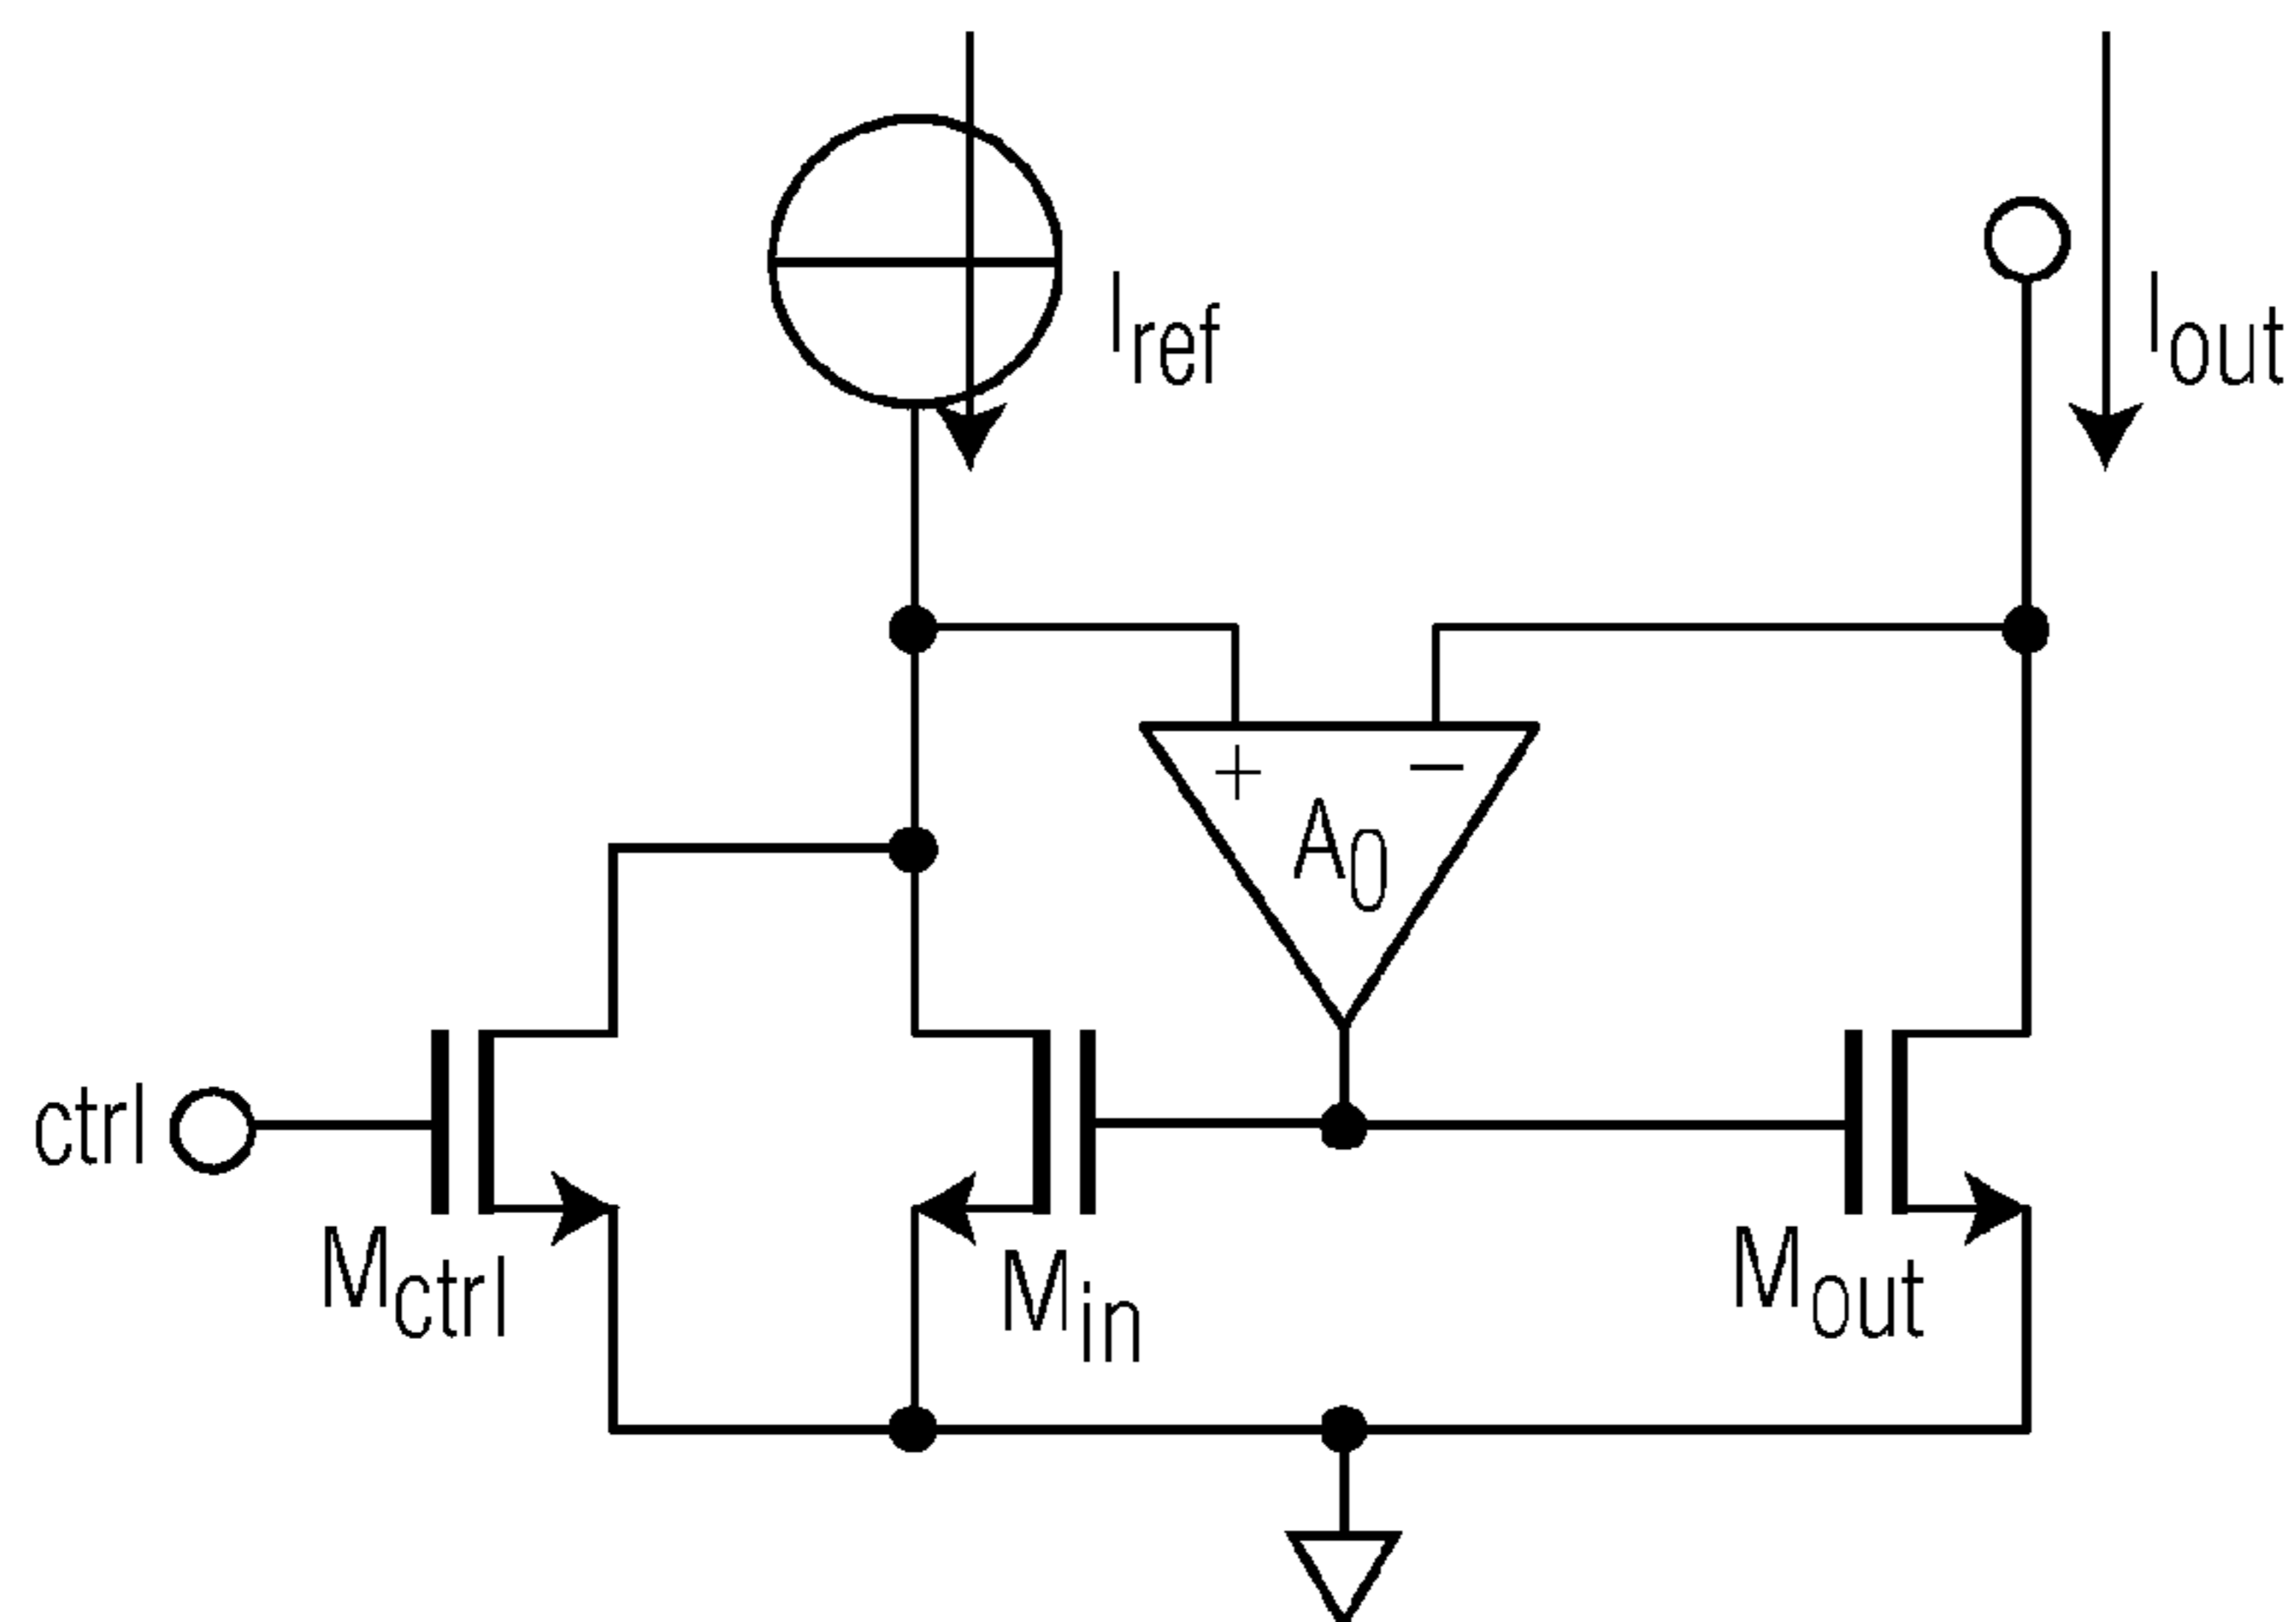 I_ref
I_out
+ −
A_0
ctrl
M_ctrl
M_in
M_out